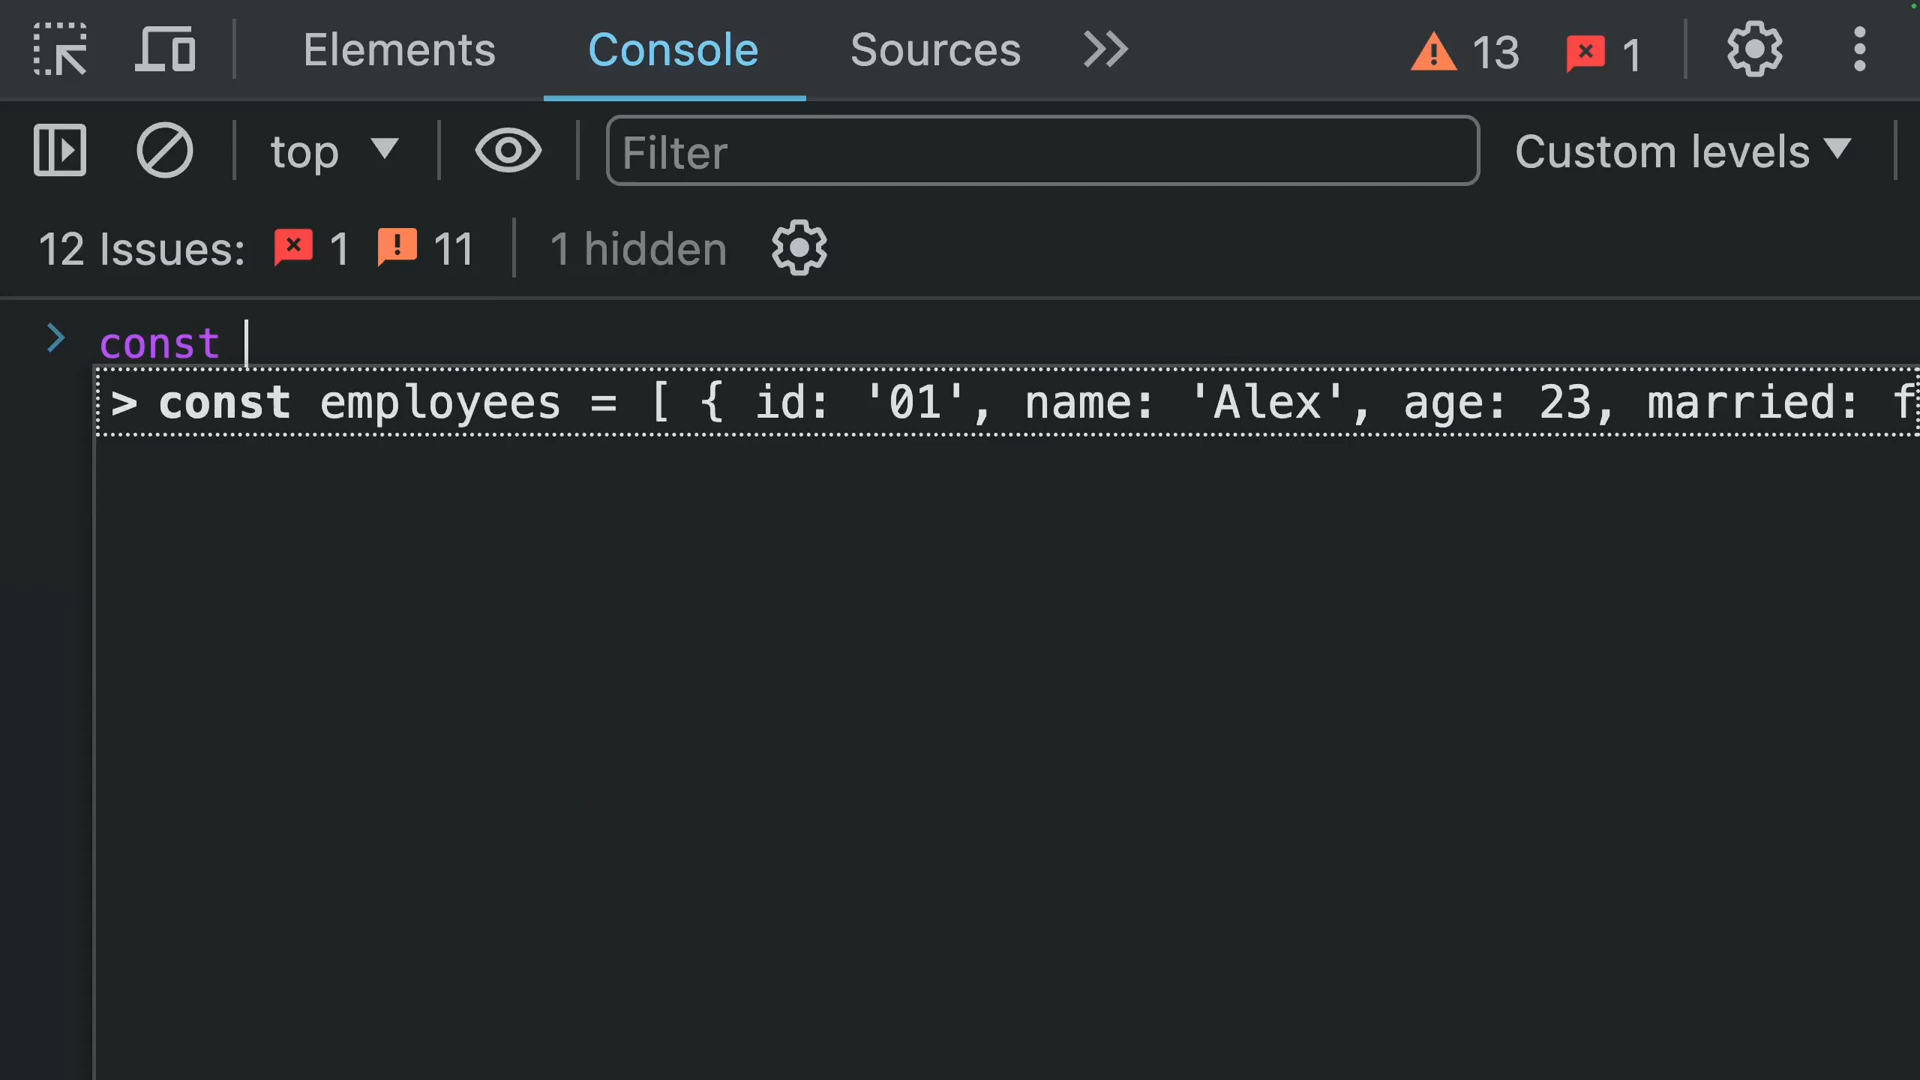 Elements Console Sources 13 1
top Filter Custom levels
12 Issues: 1 11 1 hidden
> const
> const employees = [ { id: '01', name: 'Alex', age: 23, married: f